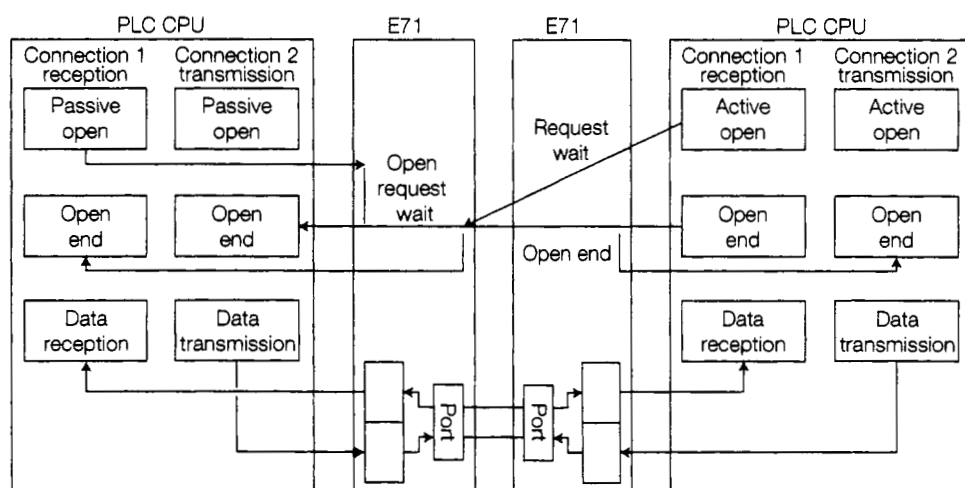 PLC CPU
E71
E71
PLC CPU
Connection 1
reception
Connection 2
transmission
Connection 1
reception
Connection 2
transmission
Passive
open
Passive
open
Request
wait
Active
open
Active
open
Open
request
wait
Open
end
Open
end
Open end
Open
end
Open
end
Data
reception
Data
transmission
Data
reception
Data
transmission
Port
Port